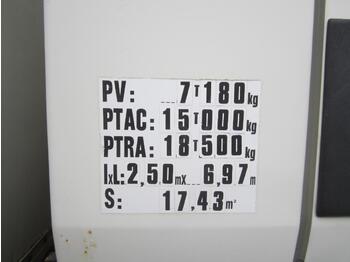 PV: 7T180kg
PTAC: 15T000kg
PTRA: 18T500kg
lxL: 2,50mx 6,97m
S: 17,43m²